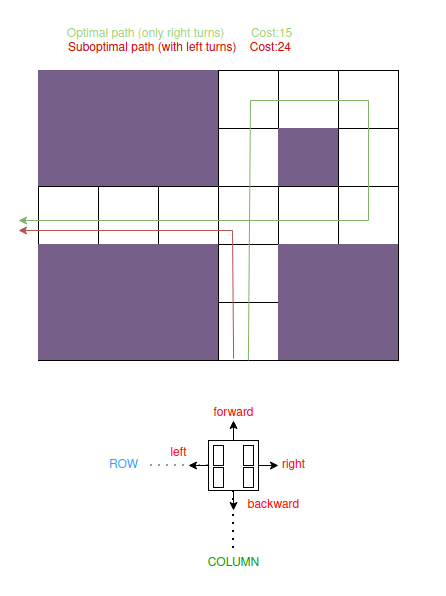 Optimal path (only right turns) Cost:15
Suboptimal path (with left turns) Cost:24
forward
left
ROW
right
backward
COLUMN